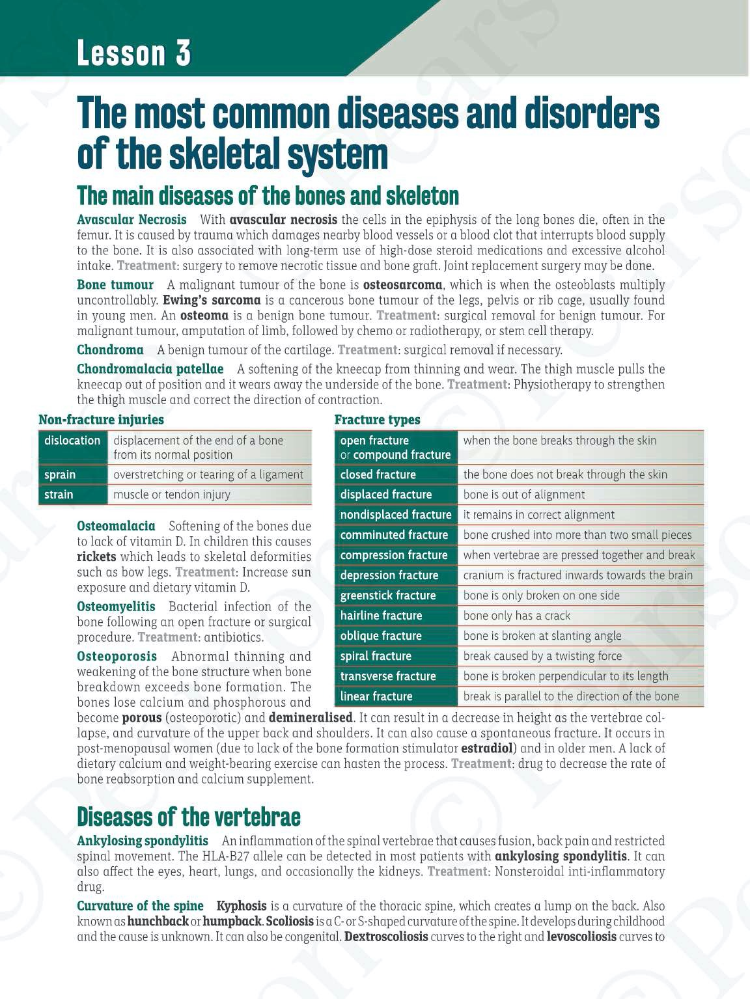 Lesson 3
The most common diseases and disorders
of the skeletal system
The main diseases of the bones and skeleton
Avascular Necrosis With avascular necrosis the cells in the epiphysis of the long bones die, often in the
femur. It is caused by trauma which damages nearby blood vessels or a blood clot that interrupts blood supply
to the bone. It is also associated with long-term use of high-dose steroid medications and excessive alcohol
intake. Treatment: surgery to remove necrotic tissue and bone graft. Joint replacement surgery may be done.
Bone tumour A malignant tumour of the bone is osteosarcoma, which is when the osteoblasts multiply
uncontrollably. Ewing's sarcoma is a cancerous bone tumour of the legs, pelvis or rib cage, usually found
in young men. An osteoma is a benign bone tumour. Treatment: surgical removal for benign tumour. For
malignant tumour, amputation of limb, followed by chemo or radiotherapy, or stem cell therapy.
Chondroma A benign tumour of the cartilage. Treatment: surgical removal if necessary.
Chondromalacia patellae A softening of the kneecap from thinning and wear. The thigh muscle pulls the
kneecap out of position and it wears away the underside of the bone. Treatment: Physiotherapy to strengthen
the thigh muscle and correct the direction of contraction.
Non-fracture injuries
dislocation displacement of the end of a bone
from its normal position
sprain overstretching or tearing of a ligament
strain muscle or tendon injury
Fracture types
open fracture when the bone breaks through the skin
or compound fracture
closed fracture the bone does not break through the skin
displaced fracture bone is out of alignment
nondisplaced fracture it remains in correct alignment
comminuted fracture bone crushed into more than two small pieces
compression fracture when vertebrae are pressed together and break
depression fracture cranium is fractured inwards towards the brain
greenstick fracture bone is only broken on one side
hairline fracture bone only has a crack
oblique fracture bone is broken at slanting angle
spiral fracture break caused by a twisting force
transverse fracture bone is broken perpendicular to its length
linear fracture break is parallel to the direction of the bone
Osteomalacia Softening of the bones due
to lack of vitamin D. In children this causes
rickets which leads to skeletal deformities
such as bow legs. Treatment: Increase sun
exposure and dietary vitamin D.
Osteomyelitis Bacterial infection of the
bone following an open fracture or surgical
procedure. Treatment: antibiotics.
Osteoporosis Abnormal thinning and
weakening of the bone structure when bone
breakdown exceeds bone formation. The
bones lose calcium and phosphorous and
become porous (osteoporotic) and demineralised. It can result in a decrease in height as the vertebrae col-
lapse, and curvature of the upper back and shoulders. It can also cause a spontaneous fracture. It occurs in
post-menopausal women (due to lack of the bone formation stimulator estradiol) and in older men. A lack of
dietary calcium and weight-bearing exercise can hasten the process. Treatment: drug to decrease the rate of
bone reabsorption and calcium supplement.
Diseases of the vertebrae
Ankylosing spondylitis An inflammation of the spinal vertebrae that causes fusion, back pain and restricted
spinal movement. The HLA-B27 allele can be detected in most patients with ankylosing spondylitis. It can
also affect the eyes, heart, lungs, and occasionally the kidneys. Treatment: Nonsteroidal inti-inflammatory
drug.
Curvature of the spine Kyphosis is a curvature of the thoracic spine, which creates a lump on the back. Also
known as hunchback or humpback. Scoliosis is a C- or S-shaped curvature of the spine. It develops during childhood
and the cause is unknown. It can also be congenital. Dextroscoliosis curves to the right and levoscoliosis curves to
© Pearson